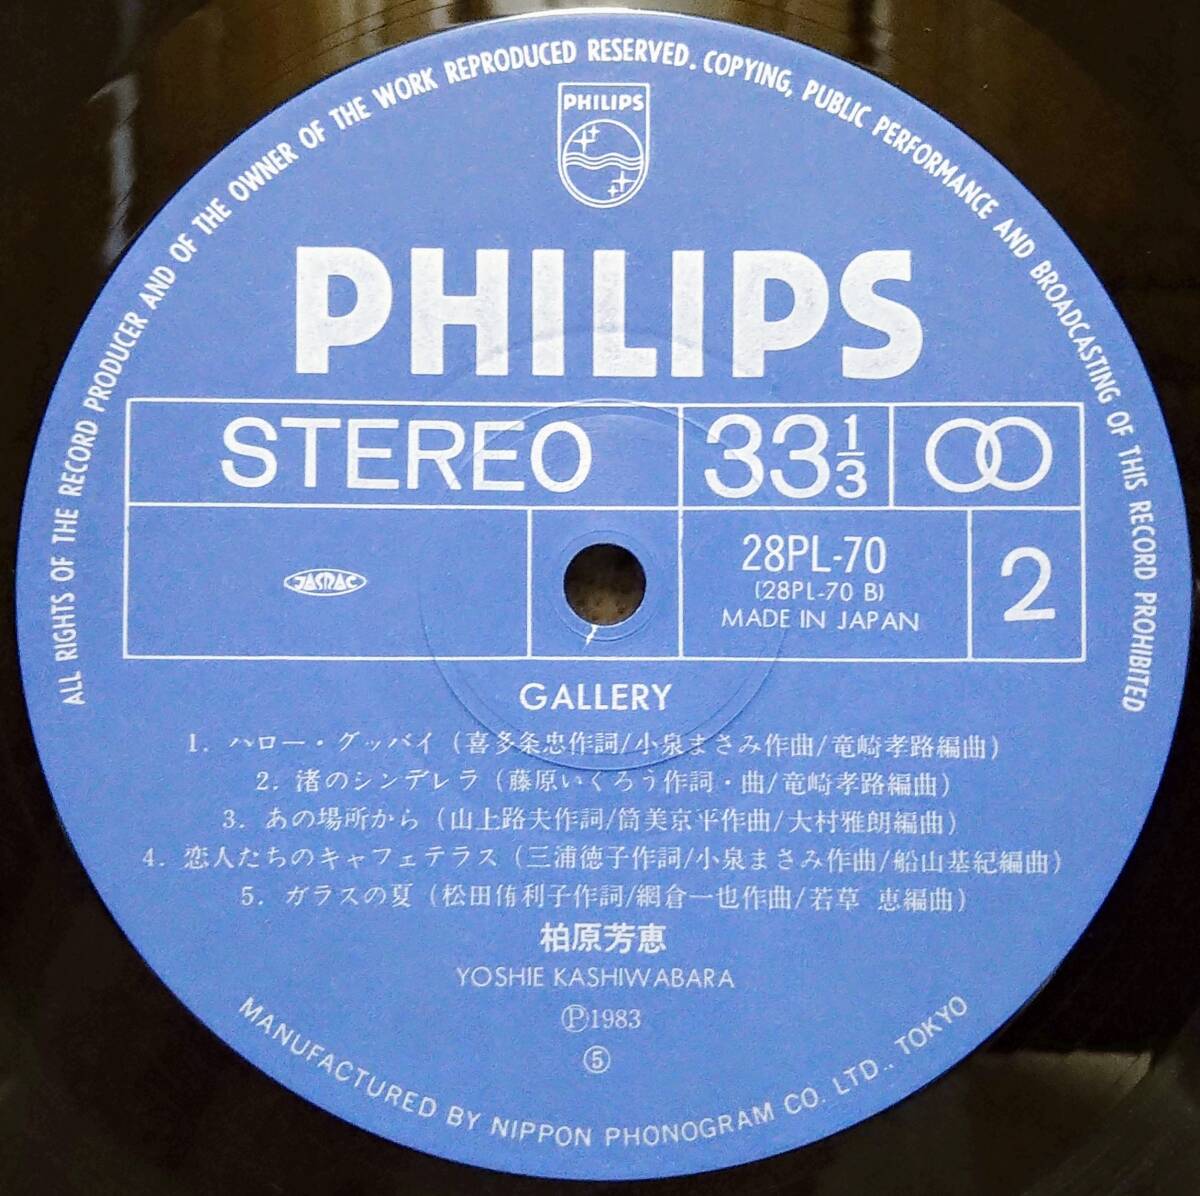 ALL RIGHTS OF THE RECORD PRODUCER AND OF THE OWNER OF THE WORK REPRODUCED RESERVED. COPYING, PUBLIC PERFORMANCE AND BROADCASTING OF THIS RECORD PROHIBITED
PHILIPS
PHILIPS
STEREO 33 1/3
JASRAC
28PL-70
(28PL-70 B)
MADE IN JAPAN
2
GALLERY
1. ハロー・グッバイ (喜多条忠作詞/小泉まさみ作曲/竜崎孝路編曲)
2. 渚のシンデレラ (藤原いくろう作詞・曲/竜崎孝路編曲)
3. あの場所から (山上路夫作詞/筒美京平作曲/大村雅朗編曲)
4. 恋人たちのキャフェテラス (三浦徳子作詞/小泉まさみ作曲/船山基紀編曲)
5. ガラスの夏 (松田侑利子作詞/網倉一也作曲/若草 恵編曲)
柏原芳恵
YOSHIE KASHIWABARA
Ⓟ1983
⑤
MANUFACTURED BY NIPPON PHONOGRAM CO. LTD., TOKYO